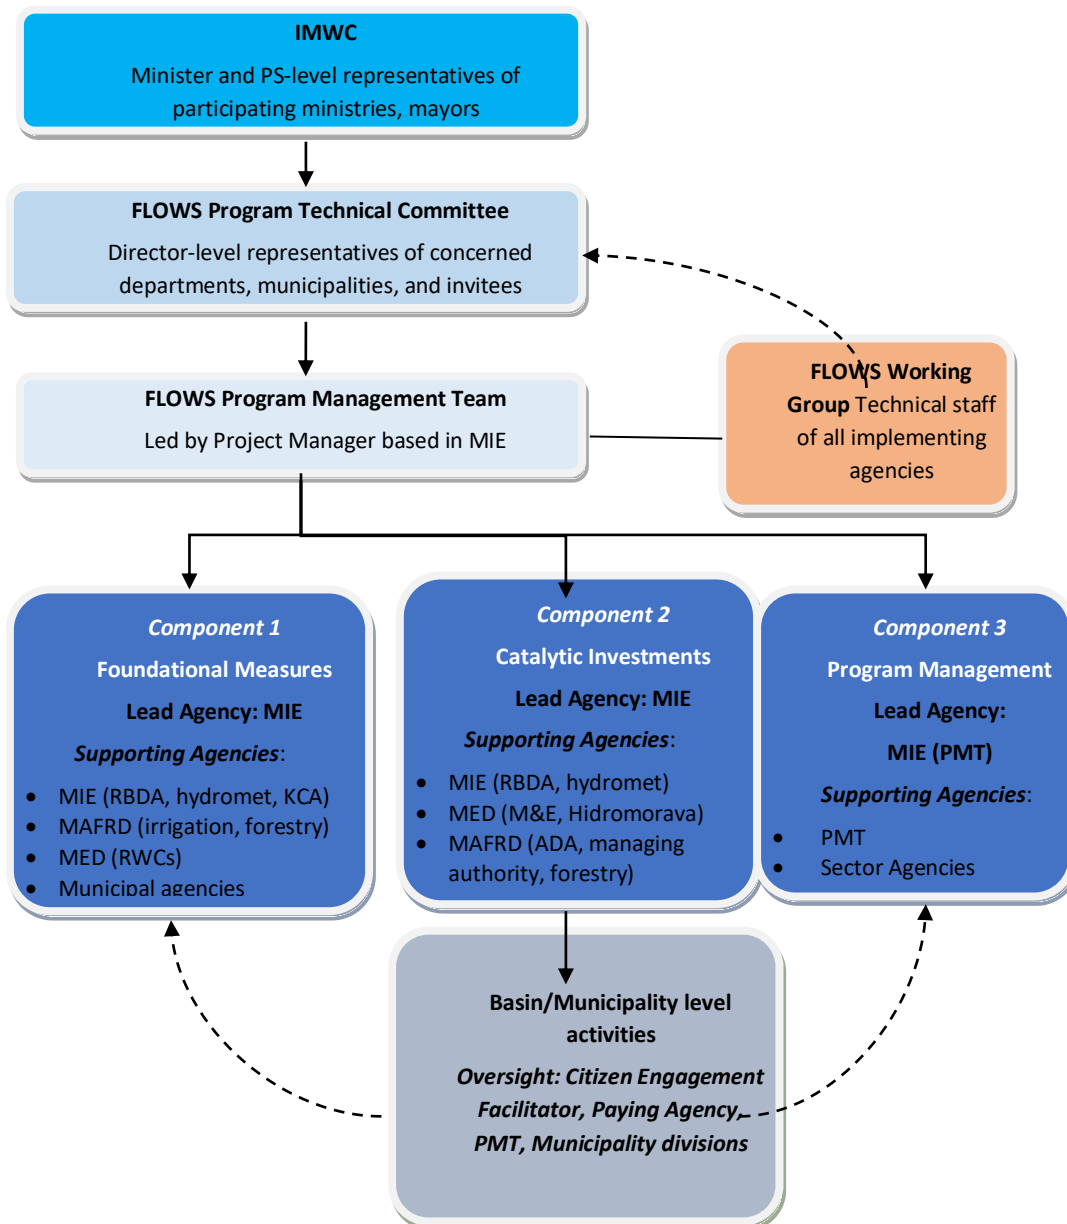 IMWC
Minister and PS-level representatives of
participating ministries, mayors
FLOWS Program Technical Committee
Director-level representatives of concerned
departments, municipalities, and invitees
FLOWS Program Management Team
Led by Project Manager based in MIE
FLOWS Working
Group Technical staff
of all implementing
agencies
Component 1
Foundational Measures
Lead Agency: MIE
Supporting Agencies:
• MIE (RBDA, hydromet, KCA)
• MAFRD (irrigation, forestry)
• MED (RWCs)
• Municipal agencies
Component 2
Catalytic Investments
Lead Agency: MIE
Supporting Agencies:
• MIE (RBDA, hydromet)
• MED (M&E, Hidromorava)
• MAFRD (ADA, managing
authority, forestry)
Component 3
Program Management
Lead Agency:
MIE (PMT)
Supporting Agencies:
• PMT
• Sector Agencies
Basin/Municipality level
activities
Oversight: Citizen Engagement
Facilitator, Paying Agency,
PMT, Municipality divisions